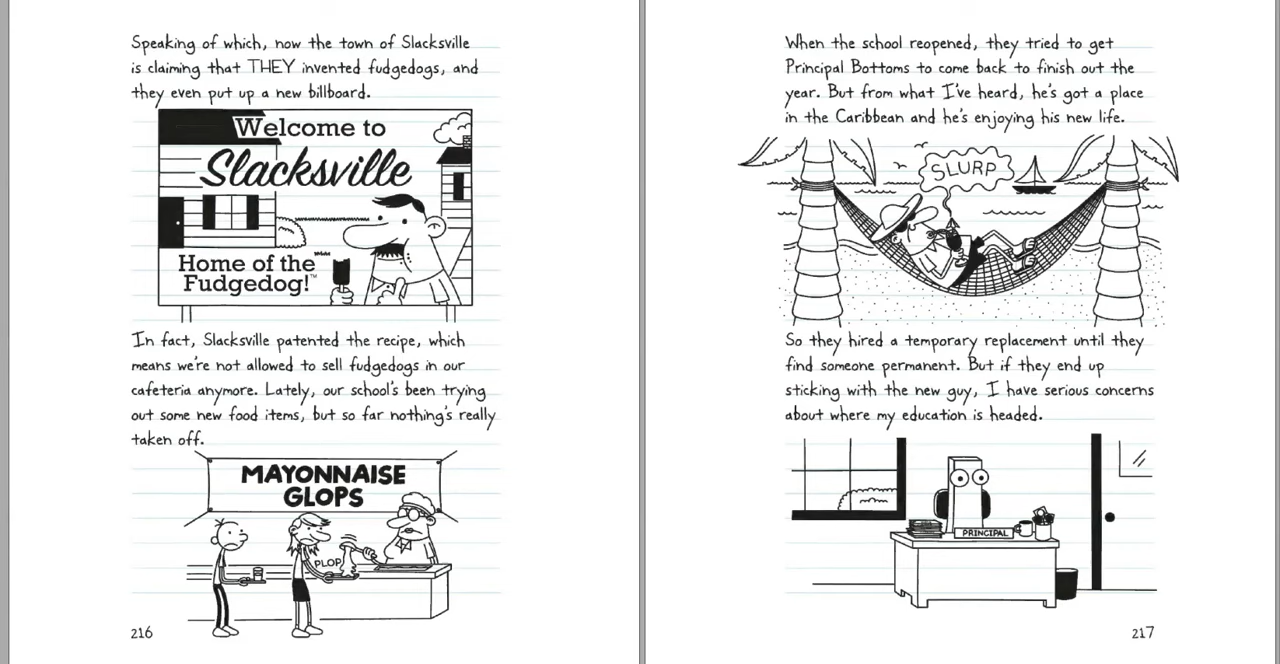 Speaking of which, now the town of Slacksville
is claiming that THEY invented fudgedogs, and
they even put up a new billboard.
Welcome to
Slacksville
Home of the
Fudgedog!™
In fact, Slacksville patented the recipe, which
means we're not allowed to sell fudgedogs in our
cafeteria anymore. Lately, our school's been trying
out some new food items, but so far nothing's really
taken off.
MAYONNAISE
GLOPS
PLOP
216
When the school reopened, they tried to get
Principal Bottoms to come back to finish out the
year. But from what I've heard, he's got a place
in the Caribbean and he's enjoying his new life.
SLURP
So they hired a temporary replacement until they
find someone permanent. But if they end up
sticking with the new guy, I have serious concerns
about where my education is headed.
PRINCIPAL
217